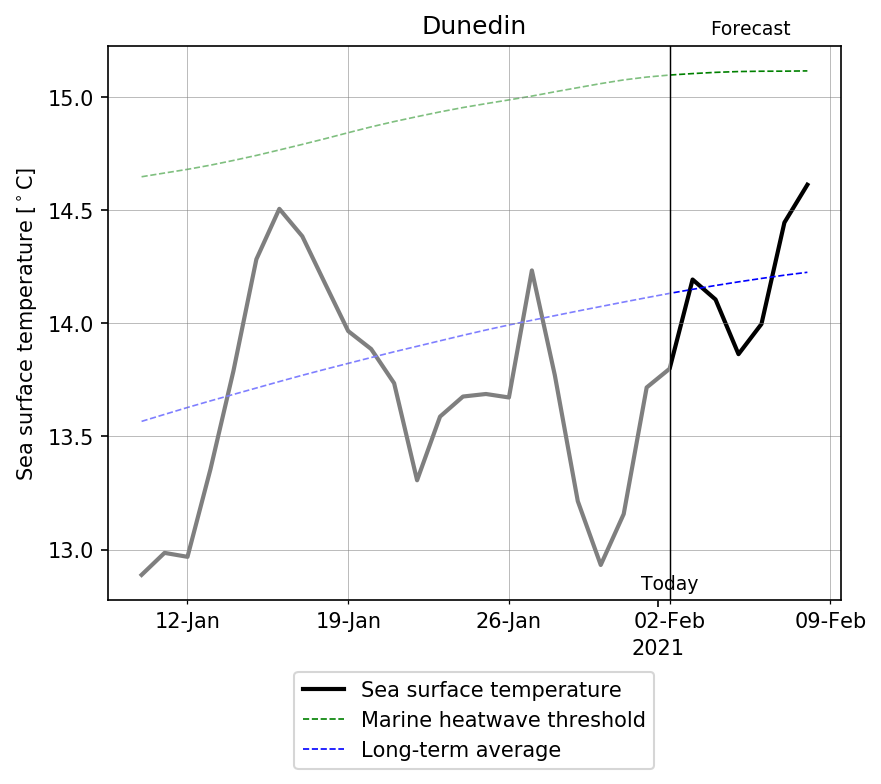 Dunedin
Forecast
Sea surface temperature [°C]
15.0
14.5
14.0
13.5
13.0
Today
12-Jan
19-Jan
26-Jan
02-Feb
09-Feb
2021
Sea surface temperature
Marine heatwave threshold
Long-term average